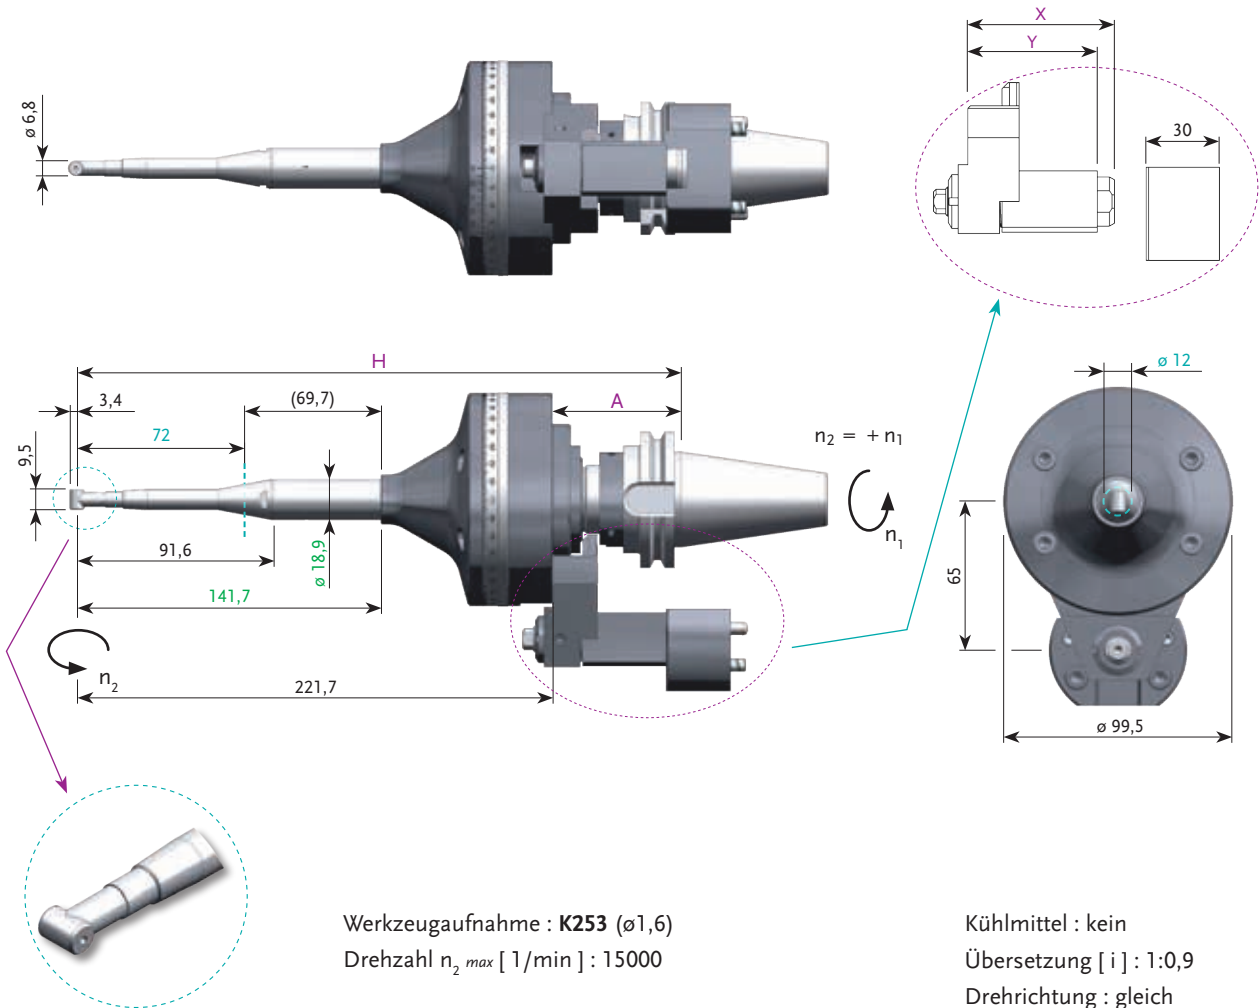 X
Y
30
ø 6,8
H
3,4
(69,7)
A
72
9,5
ø 12
n2 = + n1
n1
91,6
ø 18,9
141,7
65
n2
221,7
ø 99,5
Werkzeugaufnahme : K253 (ø1,6)
Drehzahl n2 max [ 1/min ] : 15000
Kühlmittel : kein
Übersetzung [ i ] : 1:0,9
Drehrichtung : gleich